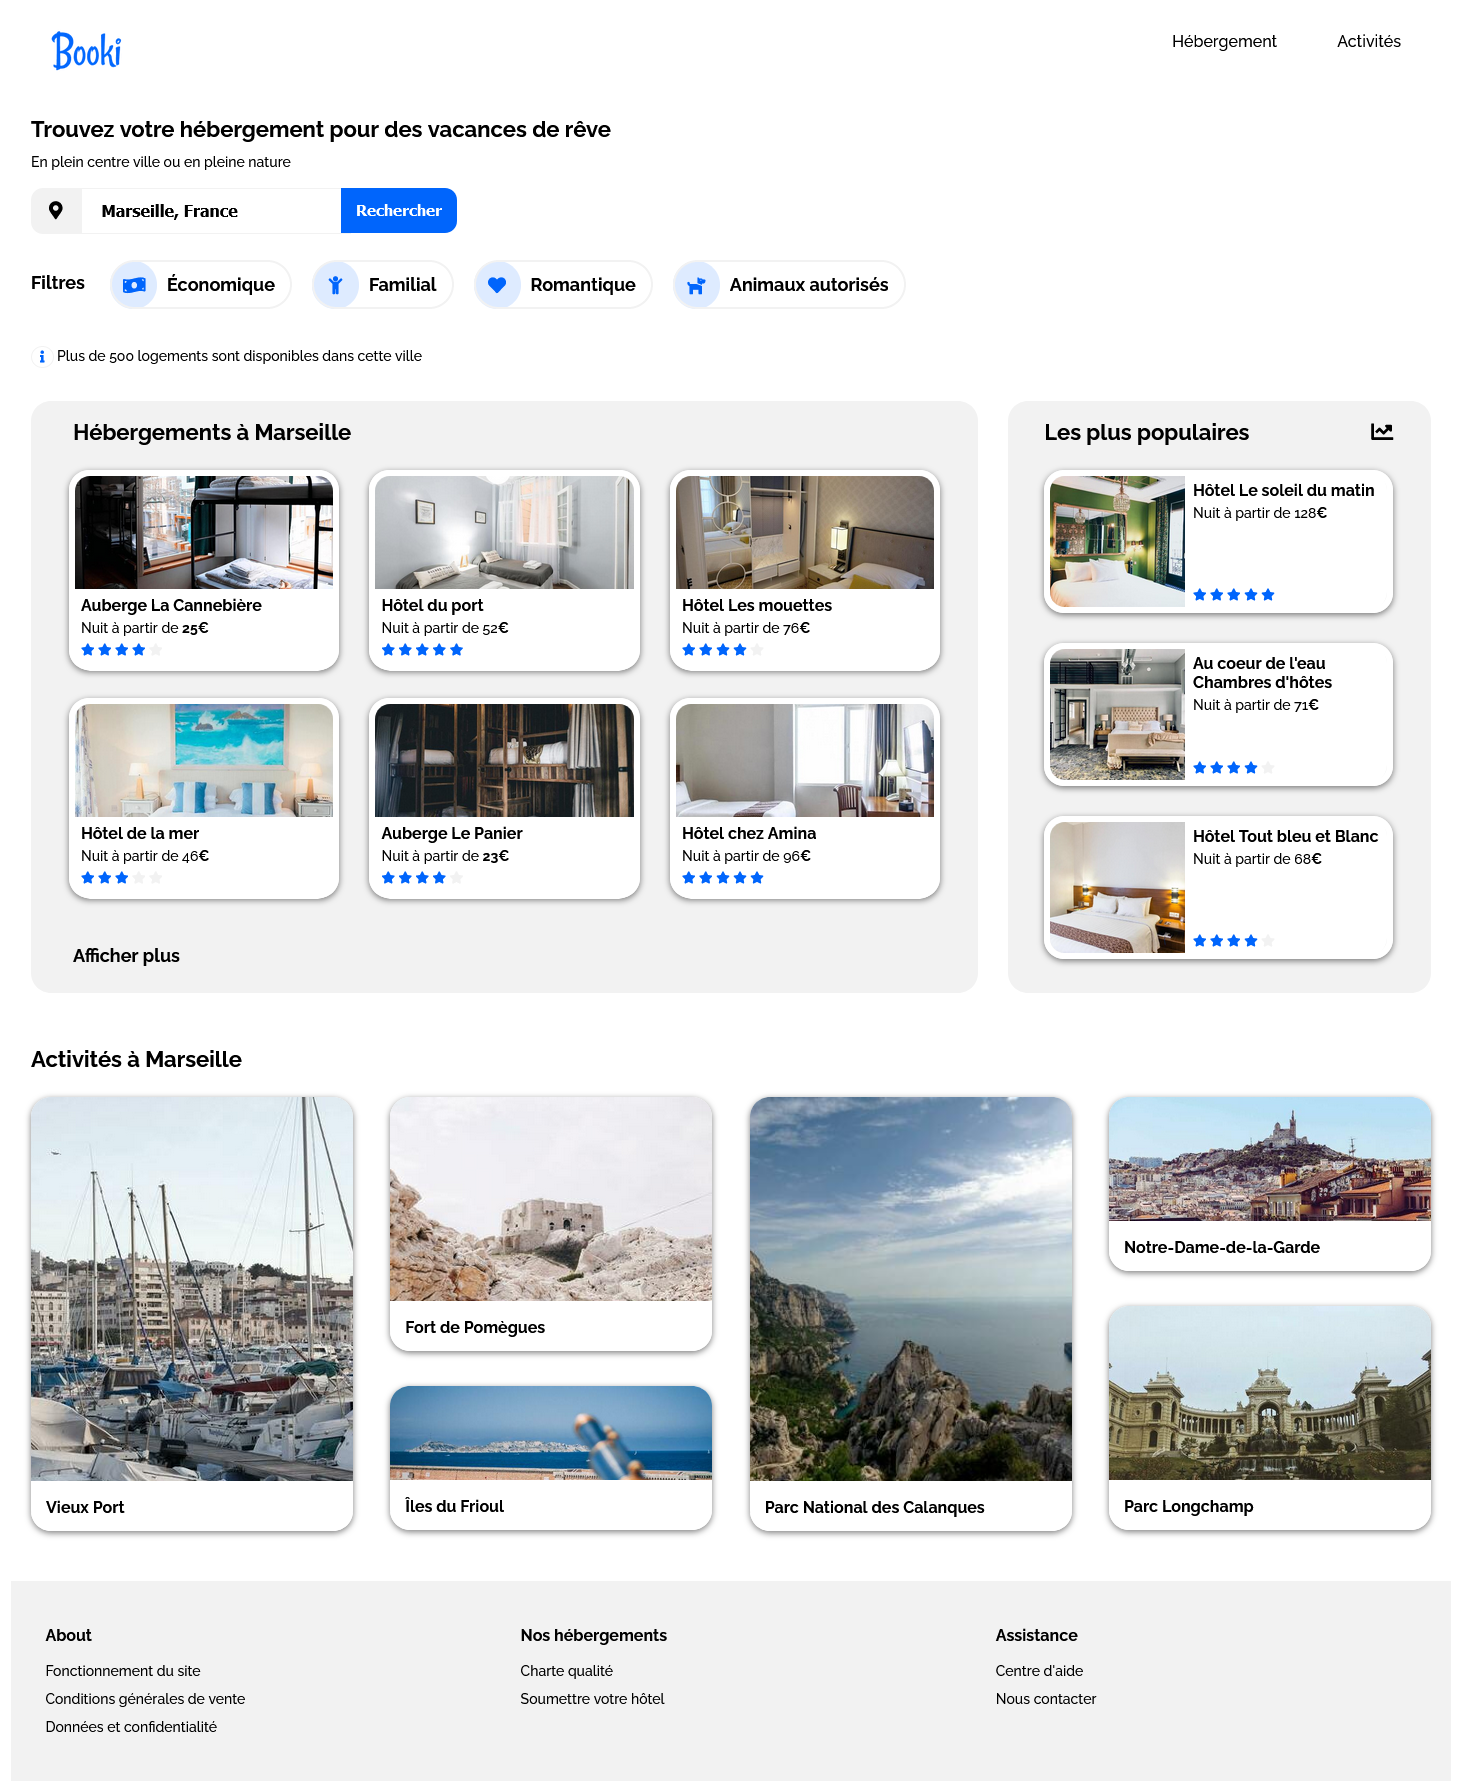 Booki
Hébergement
Activités
Trouvez votre hébergement pour des vacances de rêve
En plein centre ville ou en pleine nature
Marseille, France
Rechercher
Filtres
Économique
Familial
Romantique
Animaux autorisés
Plus de 500 logements sont disponibles dans cette ville
Hébergements à Marseille
Auberge La Cannebière
Nuit à partir de 25€
Hôtel du port
Nuit à partir de 52€
Hôtel Les mouettes
Nuit à partir de 76€
Hôtel de la mer
Nuit à partir de 46€
Auberge Le Panier
Nuit à partir de 23€
Hôtel chez Amina
Nuit à partir de 96€
Afficher plus
Les plus populaires
Hôtel Le soleil du matin
Nuit à partir de 128€
Au coeur de l'eau
Chambres d'hôtes
Nuit à partir de 71€
Hôtel Tout bleu et Blanc
Nuit à partir de 68€
Activités à Marseille
Vieux Port
Fort de Pomègues
Îles du Frioul
Parc National des Calanques
Notre-Dame-de-la-Garde
Parc Longchamp
About
Fonctionnement du site
Conditions générales de vente
Données et confidentialité
Nos hébergements
Charte qualité
Soumettre votre hôtel
Assistance
Centre d'aide
Nous contacter